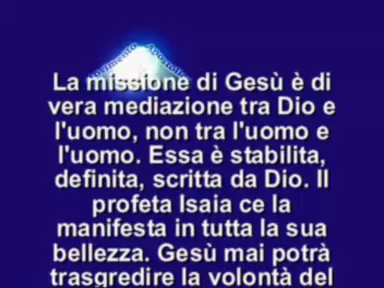 La missione di Gesù è di
vera mediazione tra Dio e
l'uomo, non tra l'uomo e
l'uomo. Essa è stabilita,
definita, scritta da Dio. Il
profeta Isaia ce la
manifesta in tutta la sua
bellezza. Gesù mai potrà
trasgredire la volontà del